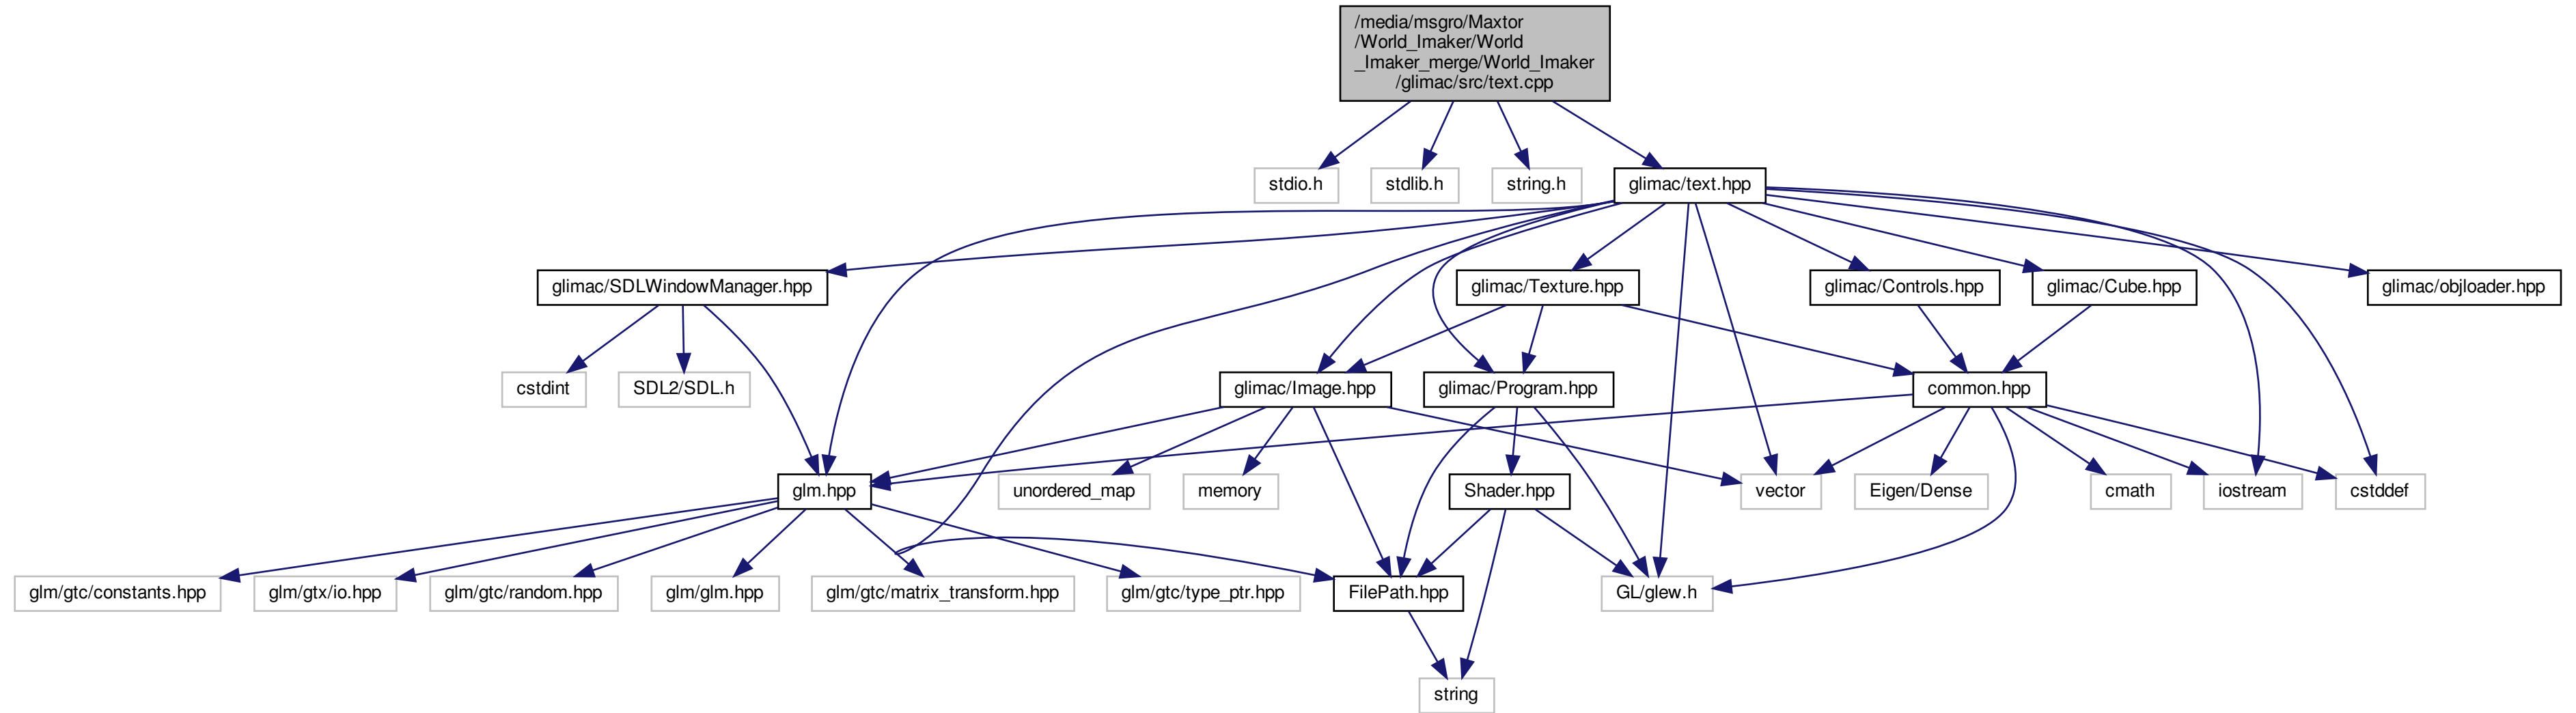 /media/msgro/Maxtor
/World_Imaker/World
_Imaker_merge/World_Imaker
/glimac/src/text.cpp
stdio.h
stdlib.h
string.h
glimac/text.hpp
glimac/SDLWindowManager.hpp
glimac/Texture.hpp
glimac/Controls.hpp
glimac/Cube.hpp
glimac/objloader.hpp
cstdint
SDL2/SDL.h
glimac/Image.hpp
glimac/Program.hpp
common.hpp
glm.hpp
unordered_map
memory
Shader.hpp
vector
Eigen/Dense
cmath
iostream
cstddef
glm/gtc/constants.hpp
glm/gtx/io.hpp
glm/gtc/random.hpp
glm/glm.hpp
glm/gtc/matrix_transform.hpp
glm/gtc/type_ptr.hpp
FilePath.hpp
GL/glew.h
string